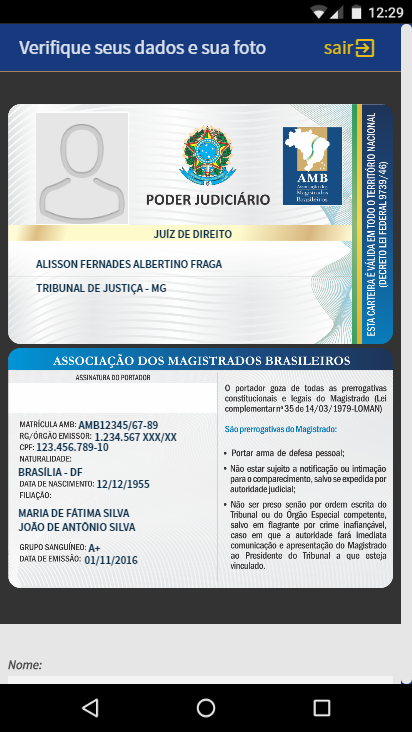 12:29
Verifique seus dados e sua foto
sair
PODER JUDICIÁRIO
AMB
Associação dos
Magistrados
Brasileiros
JUÍZ DE DIREITO
ALISSON FERNADES ALBERTINO FRAGA
TRIBUNAL DE JUSTIÇA - MG
ESTA CARTEIRA É VÁLIDA EM TODO O TERRITÓRIO NACIONAL
(DECRETO LEI FEDERAL 9739/46)
ASSOCIAÇÃO DOS MAGISTRADOS BRASILEIROS
ASSINATURA DO PORTADOR
MATRÍCULA AMB: AMB12345/67-89
RG/ÓRGÃO EMISSOR: 1.234.567 XXX/XX
CPF: 123.456.789-10
NATURALIDADE:
BRASÍLIA - DF
DATA DE NASCIMENTO: 12/12/1955
FILIAÇÃO:
MARIA DE FÁTIMA SILVA
JOÃO DE ANTÔNIO SILVA
GRUPO SANGUÍNEO: A+
DATA DE EMISSÃO: 01/11/2016
O portador goza de todas as prerrogativas
constitucionais e legais do Magistrado (Lei
complementar nº 35 de 14/03/1979-LOMAN)
São prerrogativas do Magistrado:
• Portar arma de defesa pessoal;
• Não estar sujeito a notificação ou intimação
para o comparecimento, salvo se expedida por
autoridade judicial;
• Não ser preso senão por ordem escrita do
Tribunal ou do Órgão Especial competente,
salvo em flagrante por crime inafiançável,
caso em que a autoridade fará imediata
comunicação e apresentação do Magistrado
ao Presidente do Tribunal a que esteja
vinculado.
Nome: